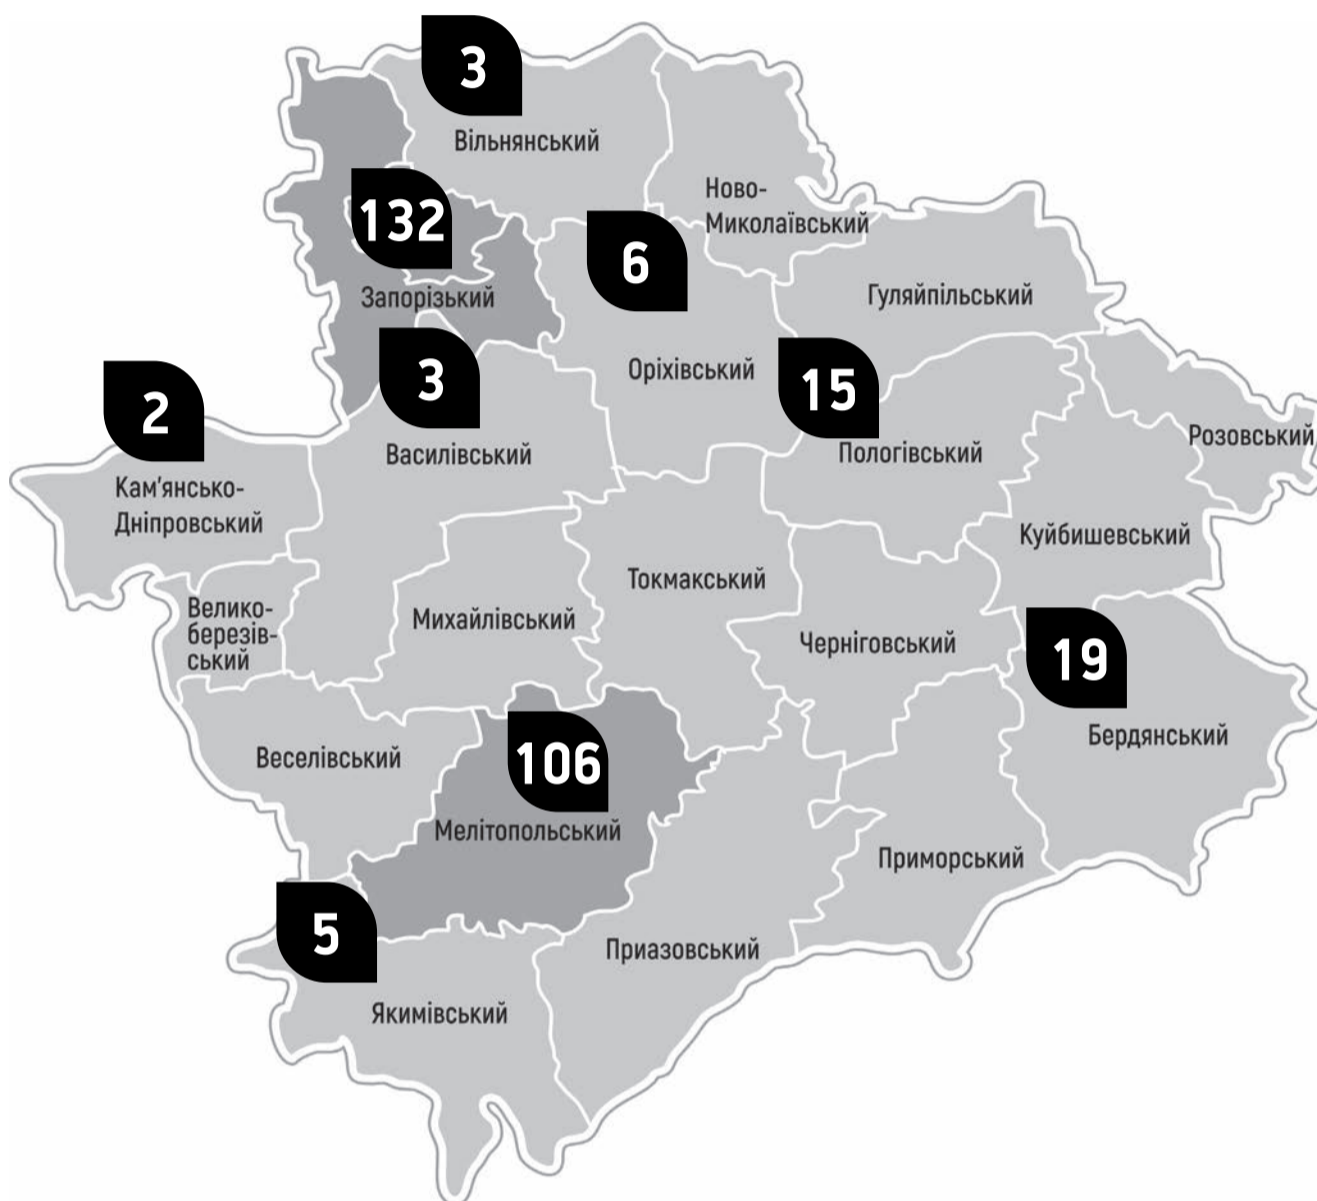 3
Вільнянський
Ново-
Миколаївський
132
6
Запорізький
Гуляйпільський
3
Оріхівський
15
2
Василівський
Пологівський
Розовський
Кам'янсько-
Дніпровський
Куйбишевський
Токмакський
Велико-
березів-
ський
Михайлівський
Черніговський
19
Бердянський
106
Веселівський
Мелітопольський
Приморський
5
Приазовський
Якимівський